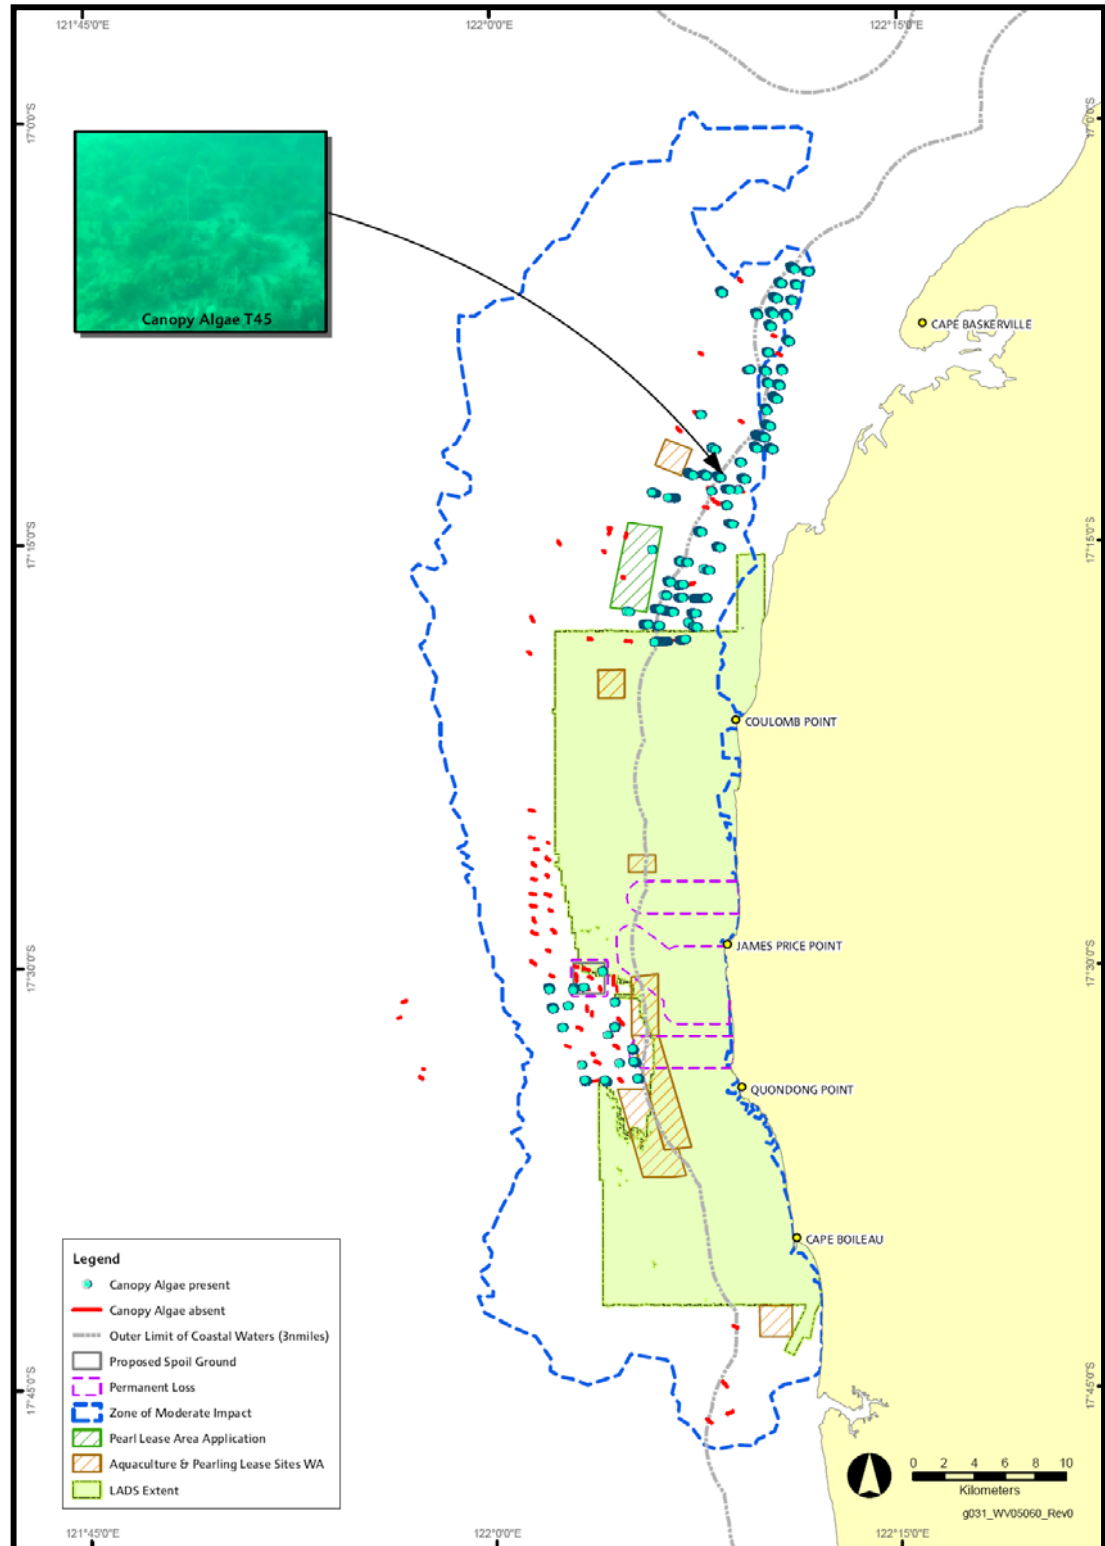 121°45'0"E
122°0'0"E
122°15'0"E
17°0'0"S
17°0'0"S
Canopy Algae T45
CAPE BASKERVILLE
17°15'0"S
17°15'0"S
COULOMB POINT
JAMES PRICE POINT
17°30'0"S
17°30'0"S
QUONDONG POINT
CAPE BOILEAU
Legend
Canopy Algae present
Canopy Algae absent
Outer Limit of Coastal Waters (3nmiles)
Proposed Spoil Ground
Permanent Loss
Zone of Moderate Impact
Pearl Lease Area Application
Aquaculture & Pearling Lease Sites WA
LADS Extent
17°45'0"S
17°45'0"S
0 2 4 6 8 10
Kilometers
g031_WV05060_Rev0
121°45'0"E
122°0'0"E
122°15'0"E